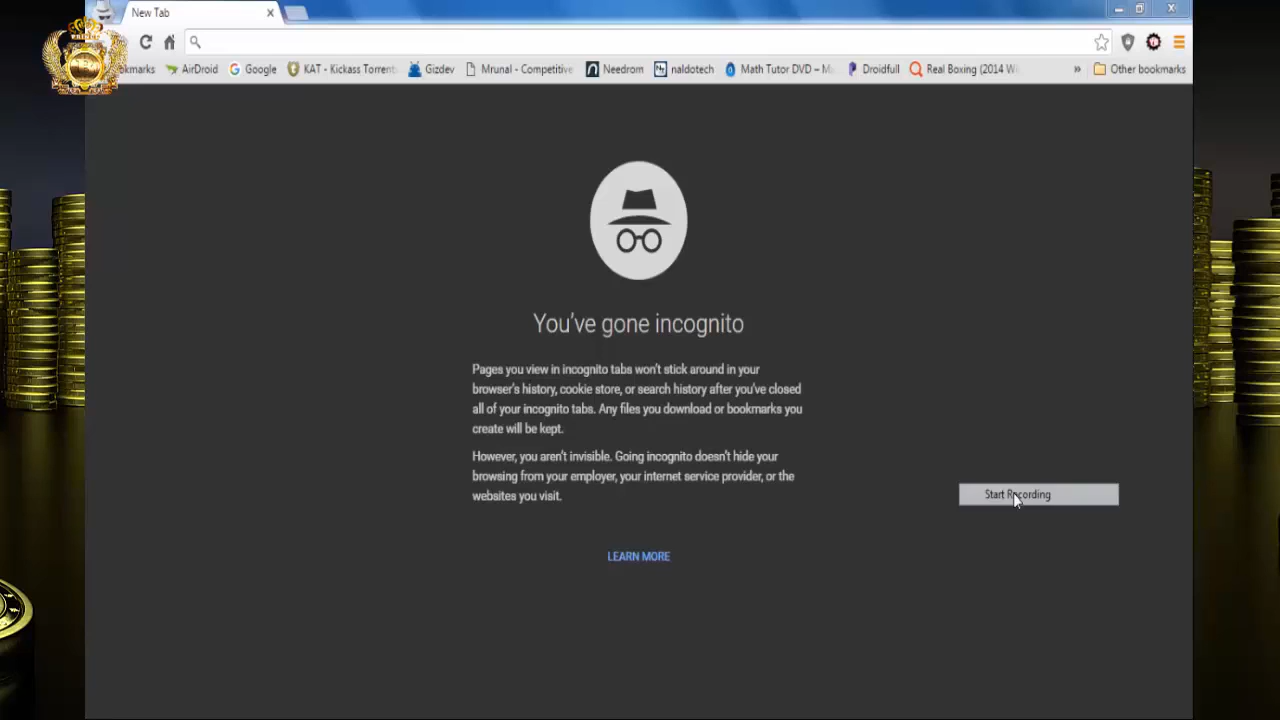 New Tab
okmarks AirDroid Google KAT - Kickass Torrent Gizdev Mrunal - Competitive Needrom naldotech Math Tutor DVD – M Droidfull Real Boxing (2014 Wi » Other bookmarks
You've gone incognito
Pages you view in incognito tabs won't stick around in your
browser's history, cookie store, or search history after you've closed
all of your incognito tabs. Any files you download or bookmarks you
create will be kept.
However, you aren't invisible. Going incognito doesn't hide your
browsing from your employer, your internet service provider, or the
websites you visit.
Start Recording
LEARN MORE